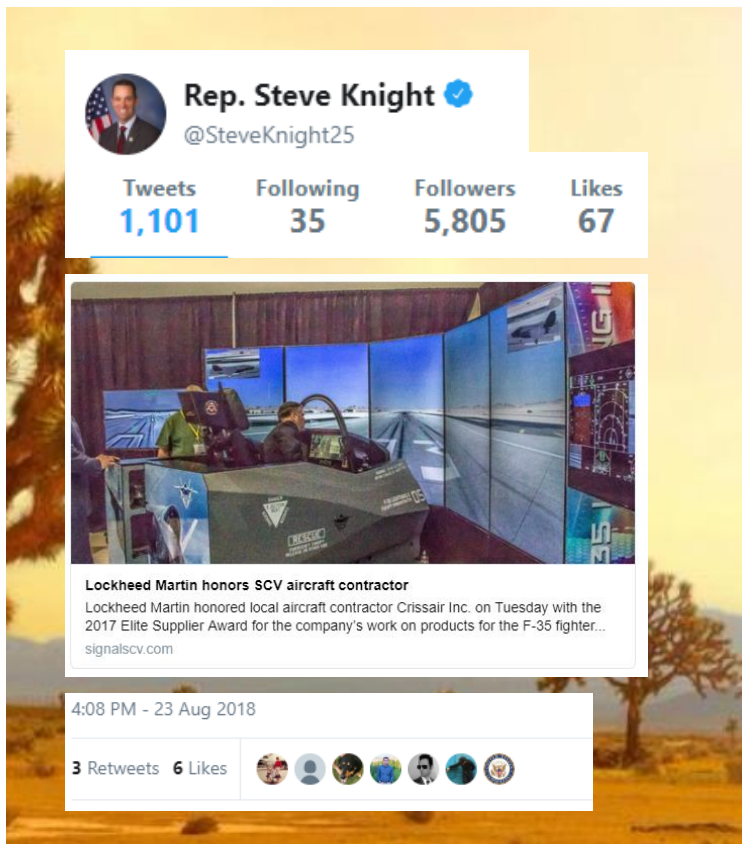 Rep. Steve Knight
@SteveKnight25
Tweets Following Followers Likes
1,101 35 5,805 67
RESCUE
05
35
Lockheed Martin honors SCV aircraft contractor
Lockheed Martin honored local aircraft contractor Crissair Inc. on Tuesday with the
2017 Elite Supplier Award for the company's work on products for the F-35 fighter...
signalscv.com
4:08 PM - 23 Aug 2018
3 Retweets 6 Likes